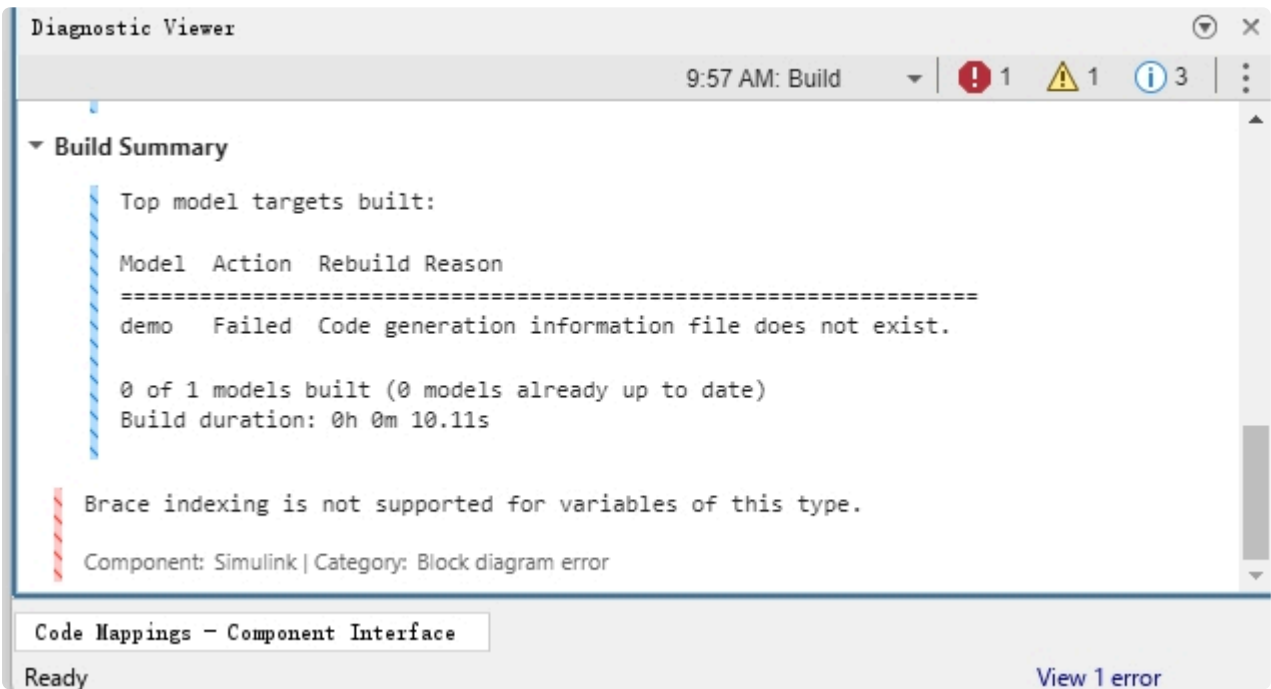 Diagnostic Viewer
9:57 AM: Build 1 1 3
Build Summary
Top model targets built:
Model Action Rebuild Reason
=================================================================
demo Failed Code generation information file does not exist.
0 of 1 models built (0 models already up to date)
Build duration: 0h 0m 10.11s
Brace indexing is not supported for variables of this type.
Component: Simulink | Category: Block diagram error
Code Mappings - Component Interface
Ready View 1 error